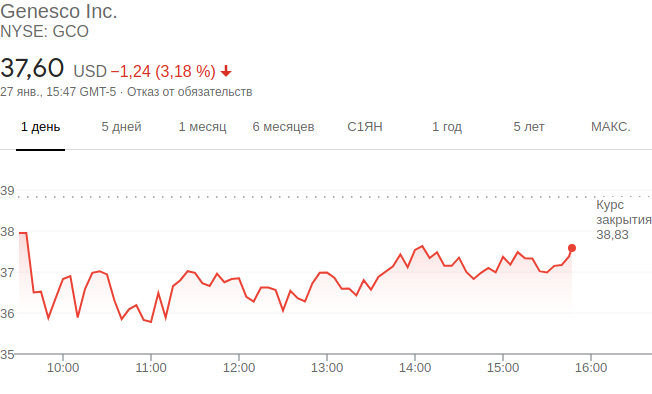 Genesco Inc.
NYSE: GCO
37,60 USD −1,24 (3,18 %)
27 янв., 15:47 GMT-5 · Отказ от обязательств
1 день 5 дней 1 месяц 6 месяцев С1ЯН 1 год 5 лет МАКС.
39
Курс
закрытия
38,83
38
37
36
35
10:00 11:00 12:00 13:00 14:00 15:00 16:00